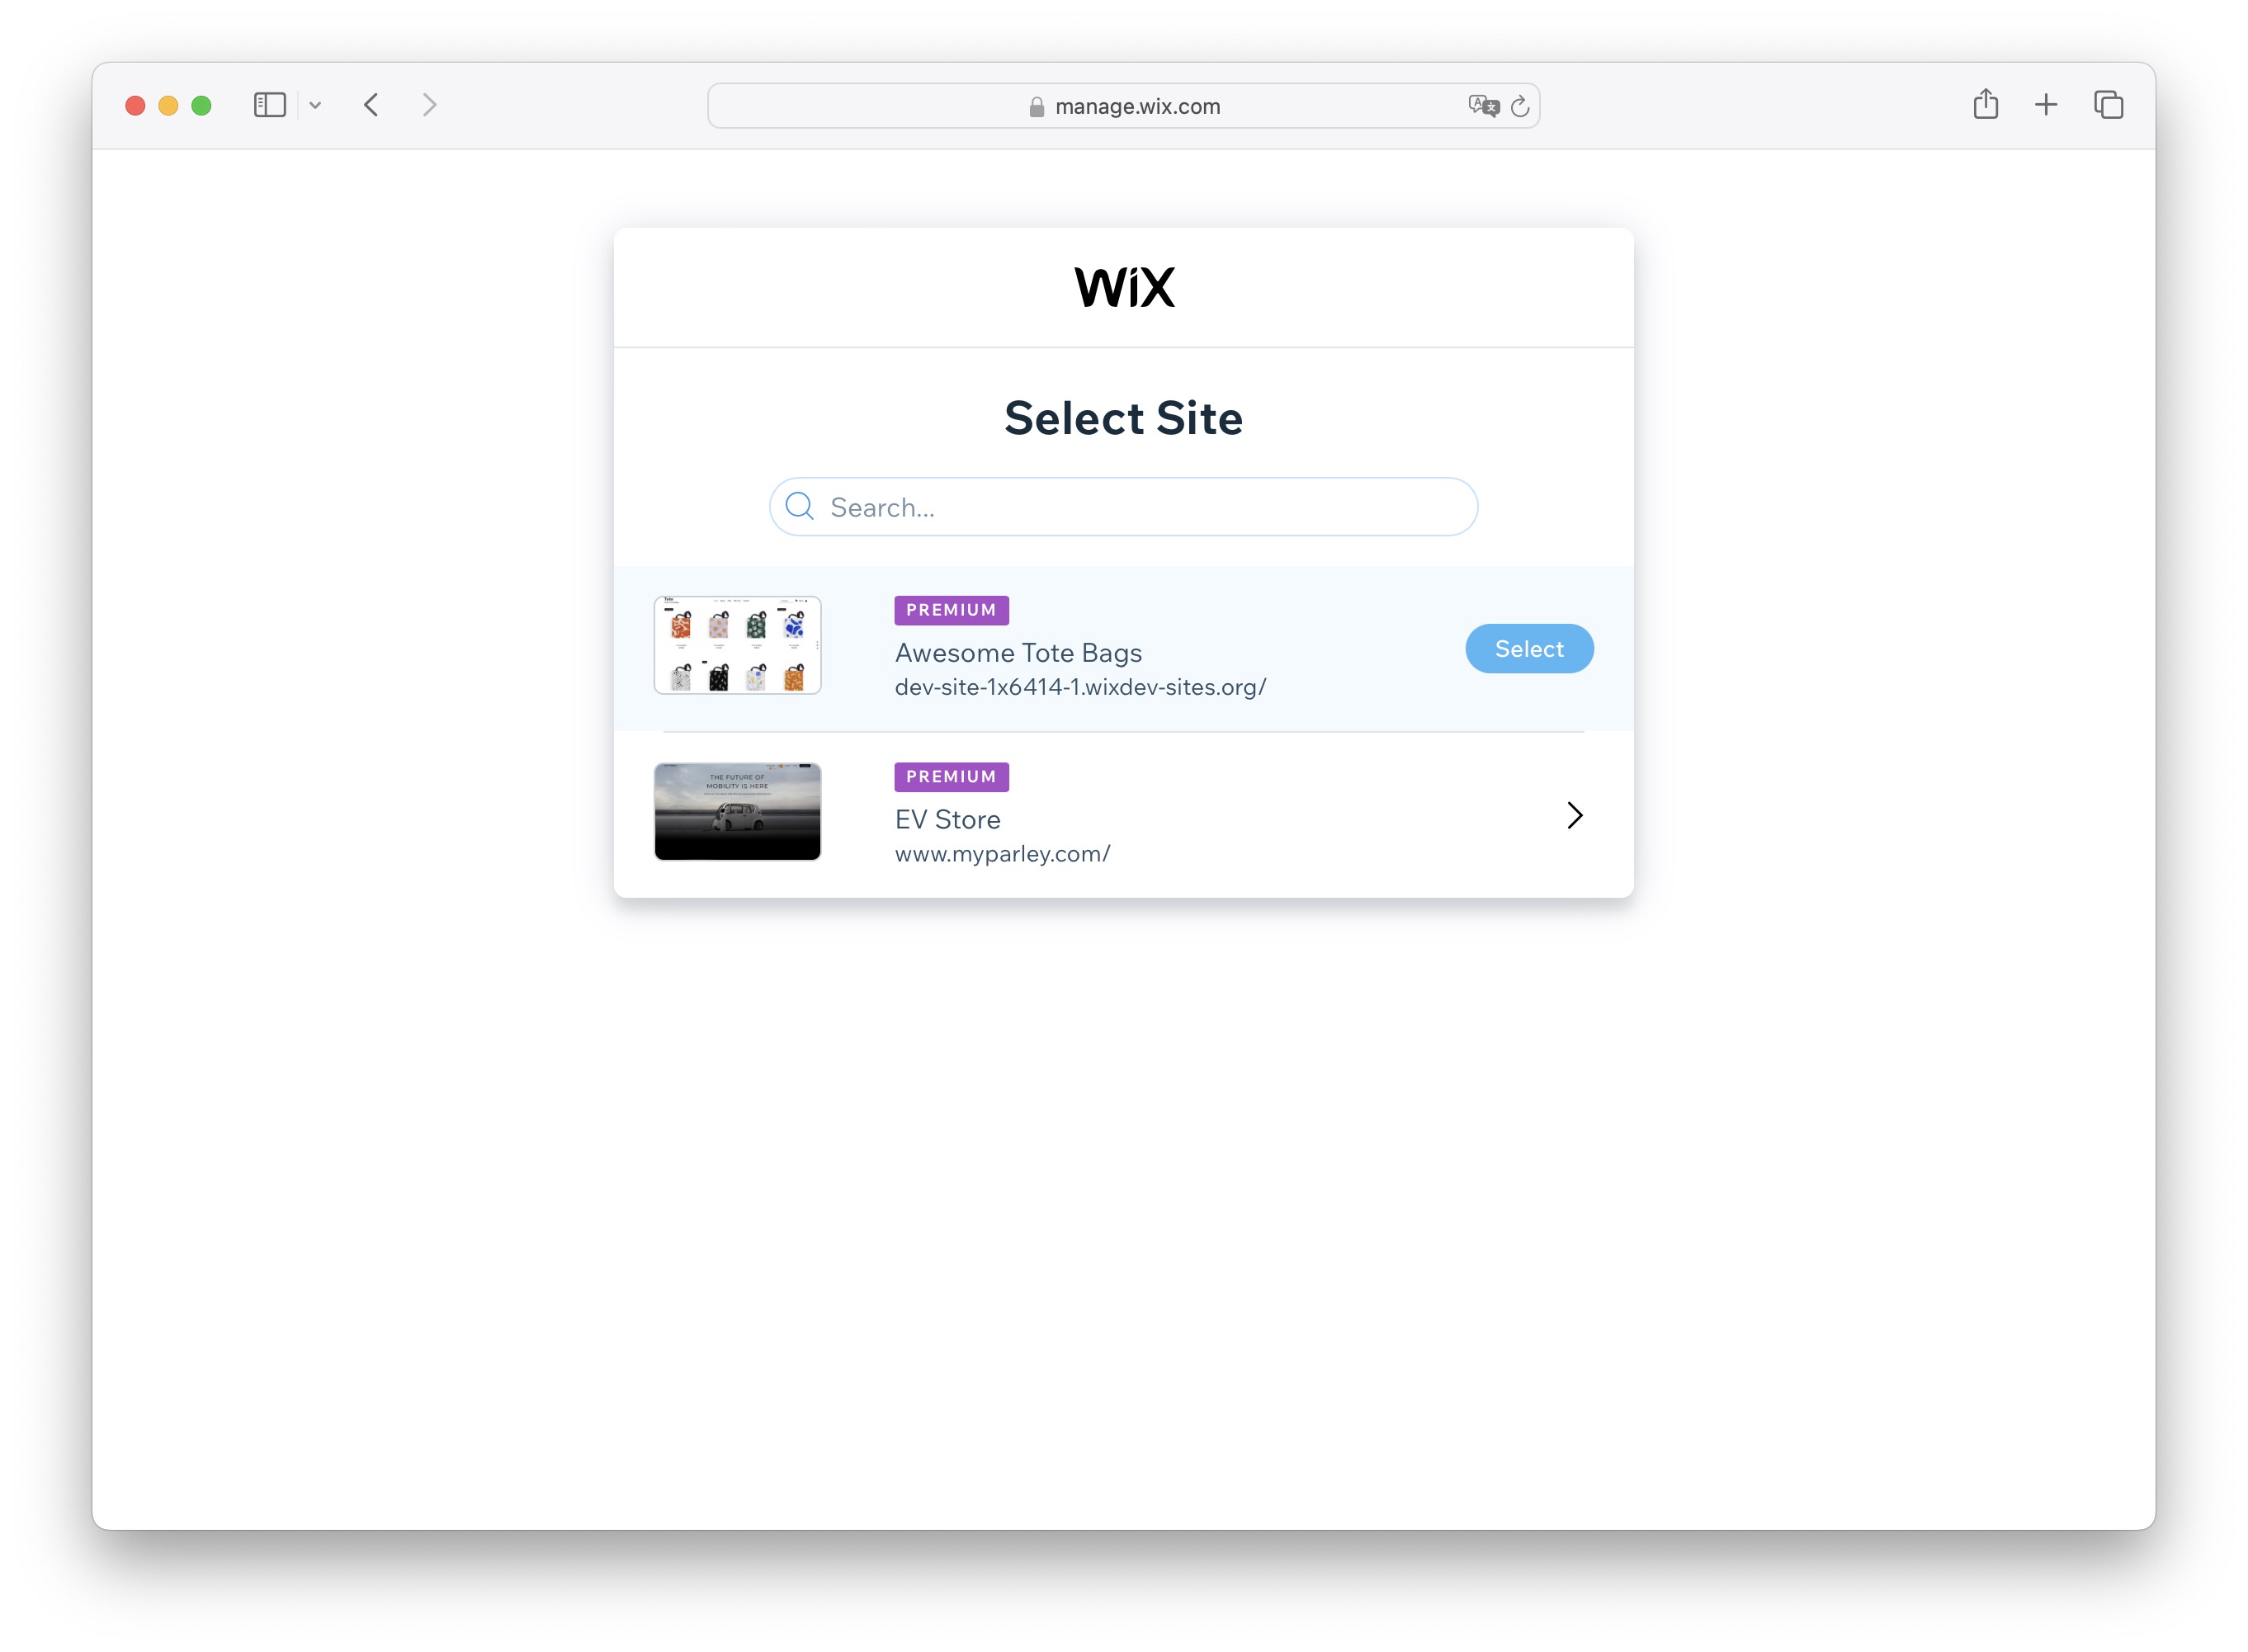 manage.wix.com
WiX
Select Site
Search...
PREMIUM
Awesome Tote Bags
dev-site-1x6414-1.wixdev-sites.org/
Select
Tote
THE FUTURE OF
MOBILITY IS HERE
PREMIUM
EV Store
www.myparley.com/